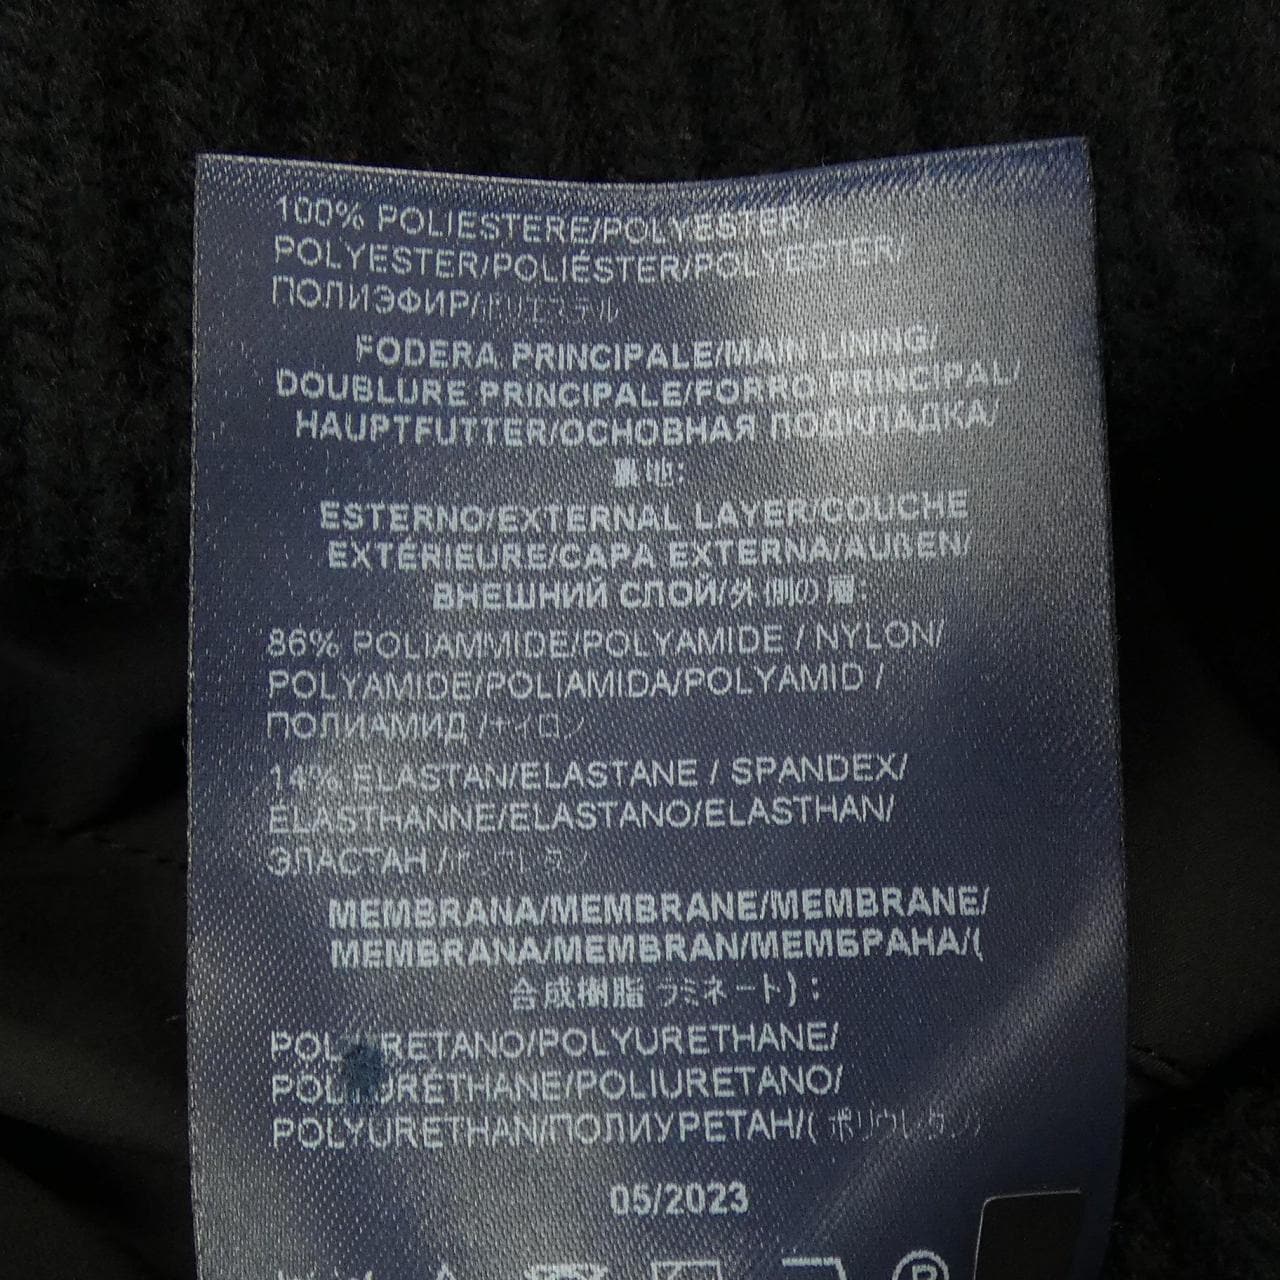 100% POLIESTERE/POLYESTER/
POLYESTER/POLIÉSTER/POLYESTER/
ПОЛИЭФИР/ポリエステル
FODERA PRINCIPALE/MAIN LINING/
DOUBLURE PRINCIPALE/FORRO PRINCIPAL/
HAUPTFUTTER/ОСНОВНАЯ ПОДКЛАДКА/
裏地:
ESTERNO/EXTERNAL LAYER/COUCHE
EXTÉRIEURE/CAPA EXTERNA/AUßEN/
ВНЕШНИЙ СЛОЙ/外側の層:
86% POLIAMMIDE/POLYAMIDE / NYLON/
POLYAMIDE/POLIAMIDA/POLYAMID /
ПОЛИАМИД /ナイロン
14% ELASTAN/ELASTANE / SPANDEX/
ÉLASTHANNE/ELASTANO/ELASTHAN/
ЭЛАСТАН /ポリウレタン
MEMBRANA/MEMBRANE/MEMBRANE/
MEMBRANA/MEMBRAN/МЕМБРАНА/(
合成樹脂 ラミネート) :
POLIURETANO/POLYURETHANE/
POLYURÉTHANE/POLIURETANO/
POLYURETHAN/ПОЛИУРЕТАН/( ポリウレタン)
05/2023